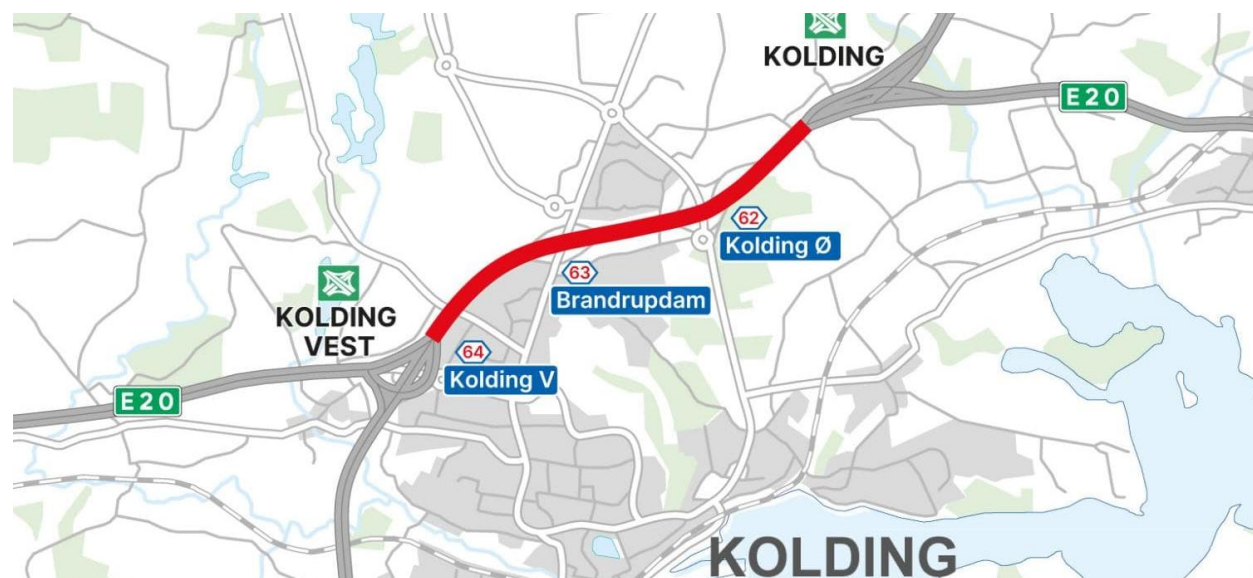 KOLDING
E20
62
Kolding Ø
63
Brandrupdam
KOLDING
VEST
64
Kolding V
E20
KOLDING